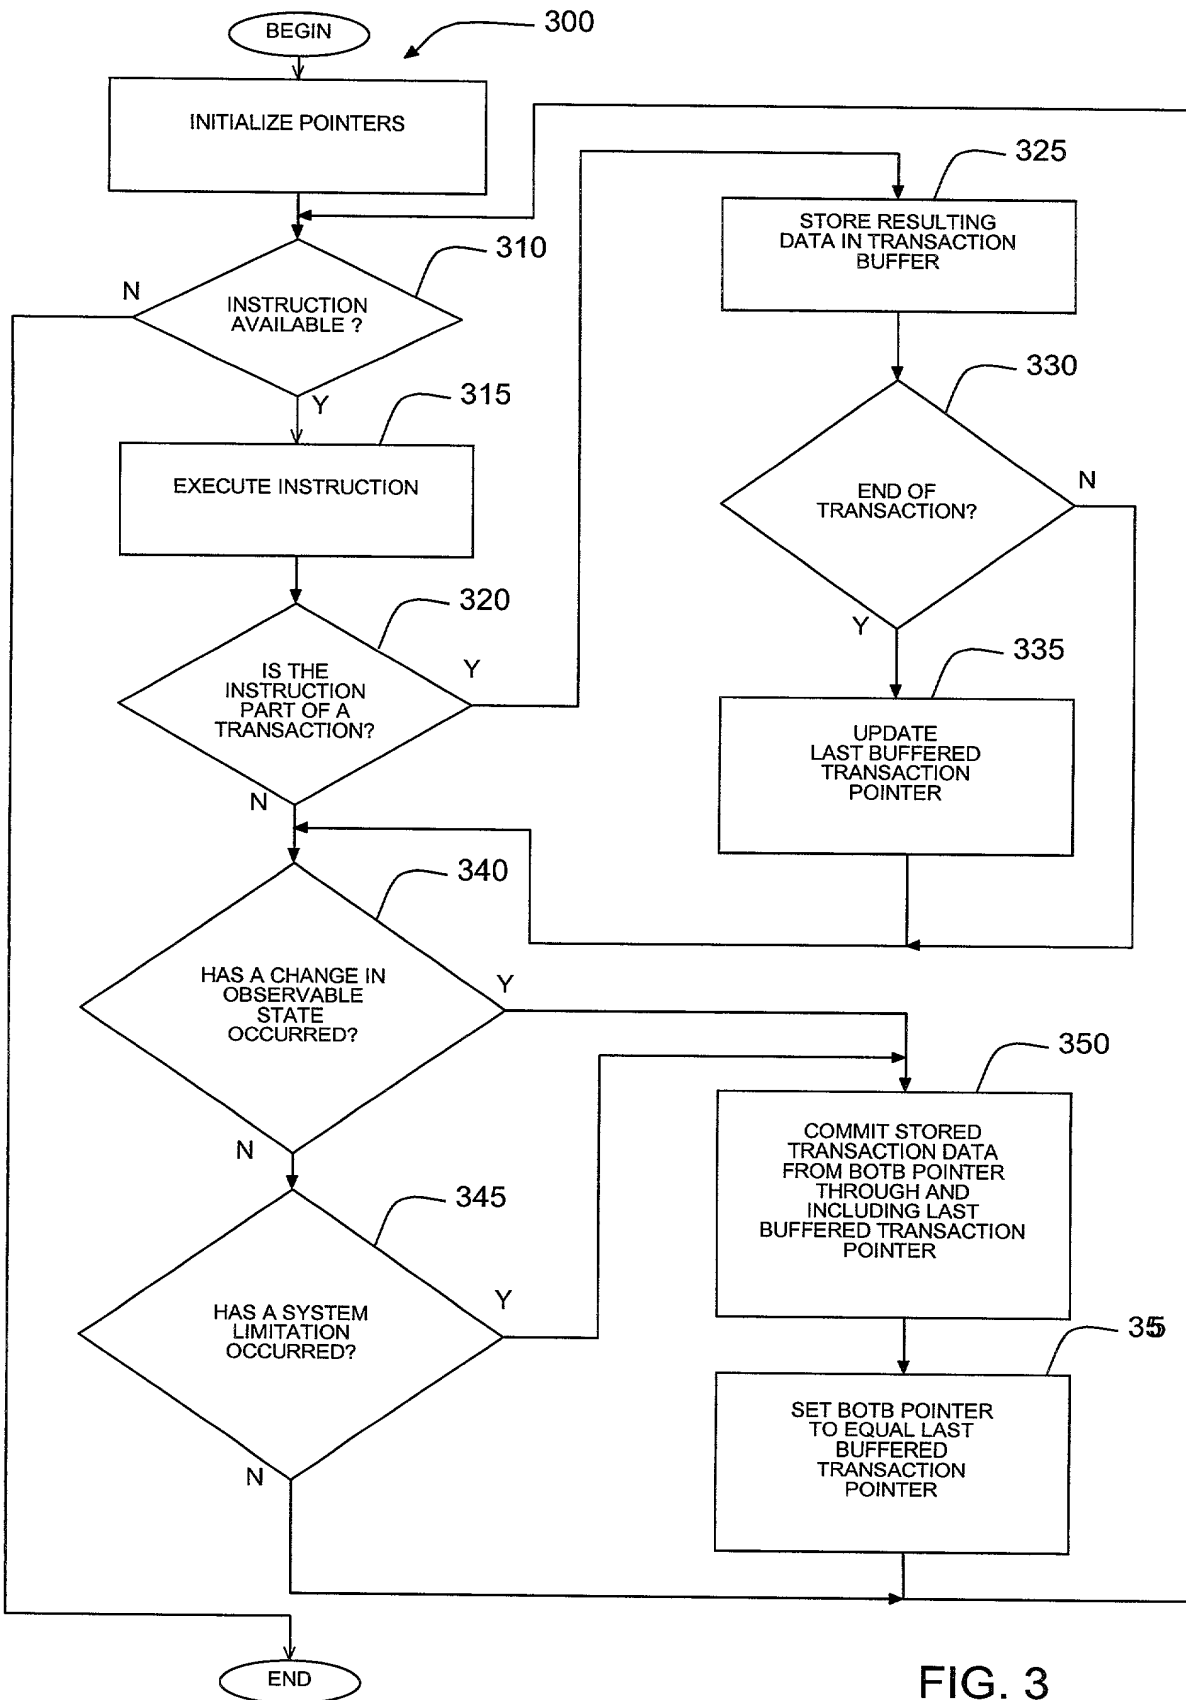 BEGIN
300
INITIALIZE POINTERS
310
N
INSTRUCTION
AVAILABLE ?
Y
315
EXECUTE INSTRUCTION
320
IS THE
INSTRUCTION
PART OF A
TRANSACTION?
Y
N
325
STORE RESULTING
DATA IN TRANSACTION
BUFFER
330
END OF
TRANSACTION?
N
Y
335
UPDATE
LAST BUFFERED
TRANSACTION
POINTER
340
HAS A CHANGE IN
OBSERVABLE
STATE
OCCURRED?
Y
N
345
HAS A SYSTEM
LIMITATION
OCCURRED?
Y
N
350
COMMIT STORED
TRANSACTION DATA
FROM BOTB POINTER
THROUGH AND
INCLUDING LAST
BUFFERED TRANSACTION
POINTER
SET BOTB POINTER
TO EQUAL LAST
BUFFERED
TRANSACTION
POINTER
END
FIG. 3